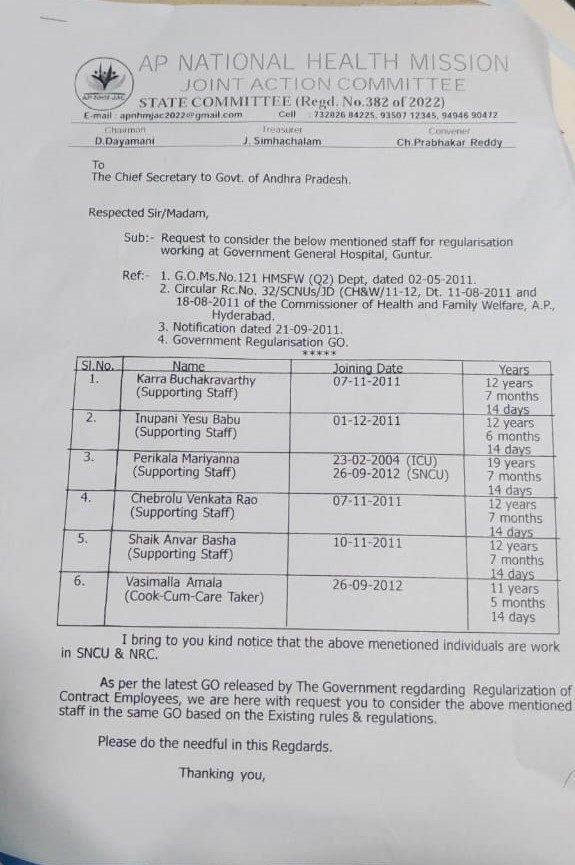 AP NATIONAL HEALTH MISSION
JOINT ACTION COMMITTEE
AP NHM JAC
STATE COMMITTEE (Regd. No.382 of 2022)
E-mail : apnhmjac2022@gmail.com Cell : 732826 84225, 93507 12345, 94946 90472
Chairman Treasurer Convener
D.Dayamani J. Simhachalam Ch.Prabhakar Reddy
To
The Chief Secretary to Govt. of Andhra Pradesh.
Respected Sir/Madam,
Sub:- Request to consider the below mentioned staff for regularisation
working at Government General Hospital, Guntur.
Ref:- 1. G.O.Ms.No.121 HMSFW (Q2) Dept, dated 02-05-2011.
2. Circular Rc.No. 32/SCNUs/JD (CH&W/11-12, Dt. 11-08-2011 and
18-08-2011 of the Commissioner of Health and Family Welfare, A.P.,
Hyderabad.
3. Notification dated 21-09-2011.
4. Government Regularisation GO.
*****
Sl.No. Name Joining Date Years
1. Karra Buchakravarthy 07-11-2011 12 years
(Supporting Staff) 7 months
14 days
2. Inupani Yesu Babu 01-12-2011 12 years
(Supporting Staff) 6 months
14 days
3. Perikala Mariyanna 23-02-2004 (ICU) 19 years
(Supporting Staff) 26-09-2012 (SNCU) 7 months
14 days
4. Chebrolu Venkata Rao 07-11-2011 12 years
(Supporting Staff) 7 months
14 days
5. Shaik Anvar Basha 10-11-2011 12 years
(Supporting Staff) 7 months
14 days
6. Vasimalla Amala 26-09-2012 11 years
(Cook-Cum-Care Taker) 5 months
14 days
I bring to you kind notice that the above menetioned individuals are work
in SNCU & NRC.
As per the latest GO released by The Government regdarding Regularization of
Contract Employees, we are here with request you to consider the above mentioned
staff in the same GO based on the Existing rules & regulations.
Please do the needful in this Regdards.
Thanking you,